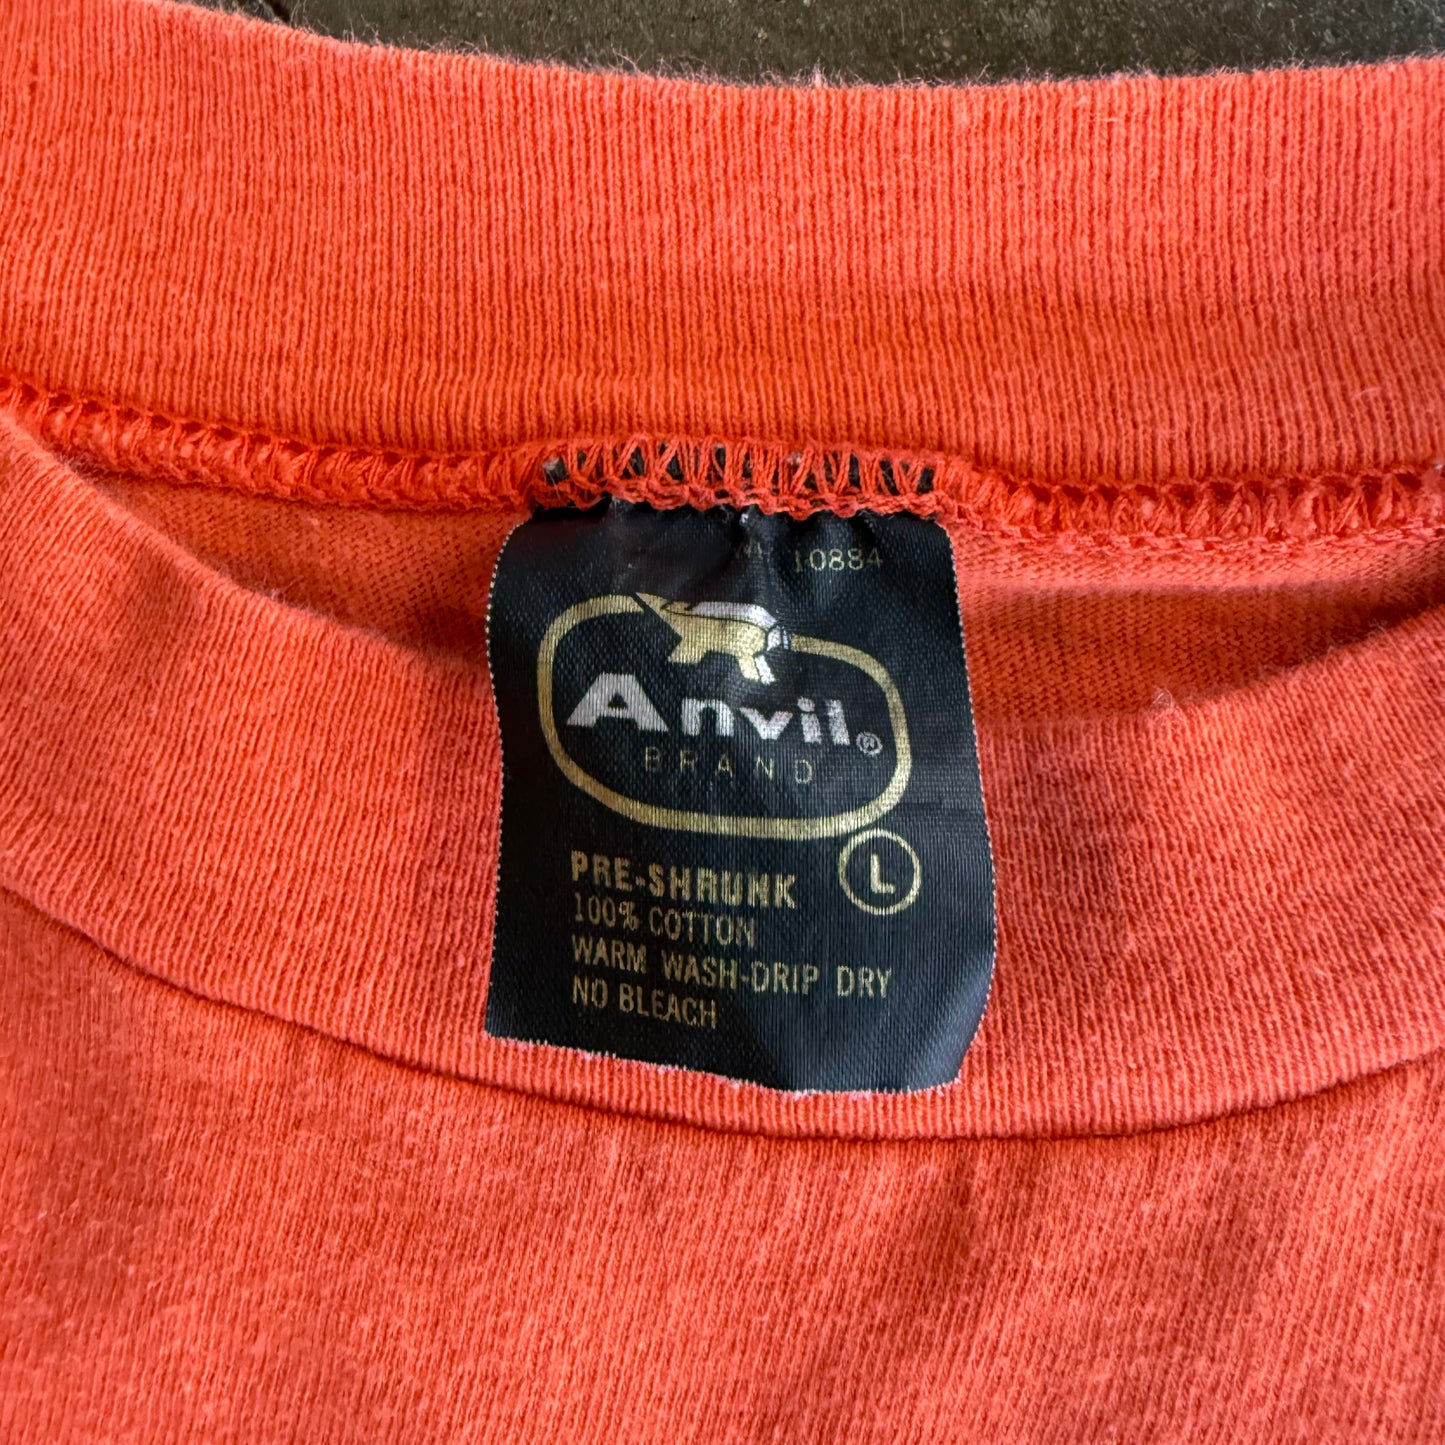 10884
Anvil®
BRAND
L
PRE-SHRUNK
100% COTTON
WARM WASH-DRIP DRY
NO BLEACH